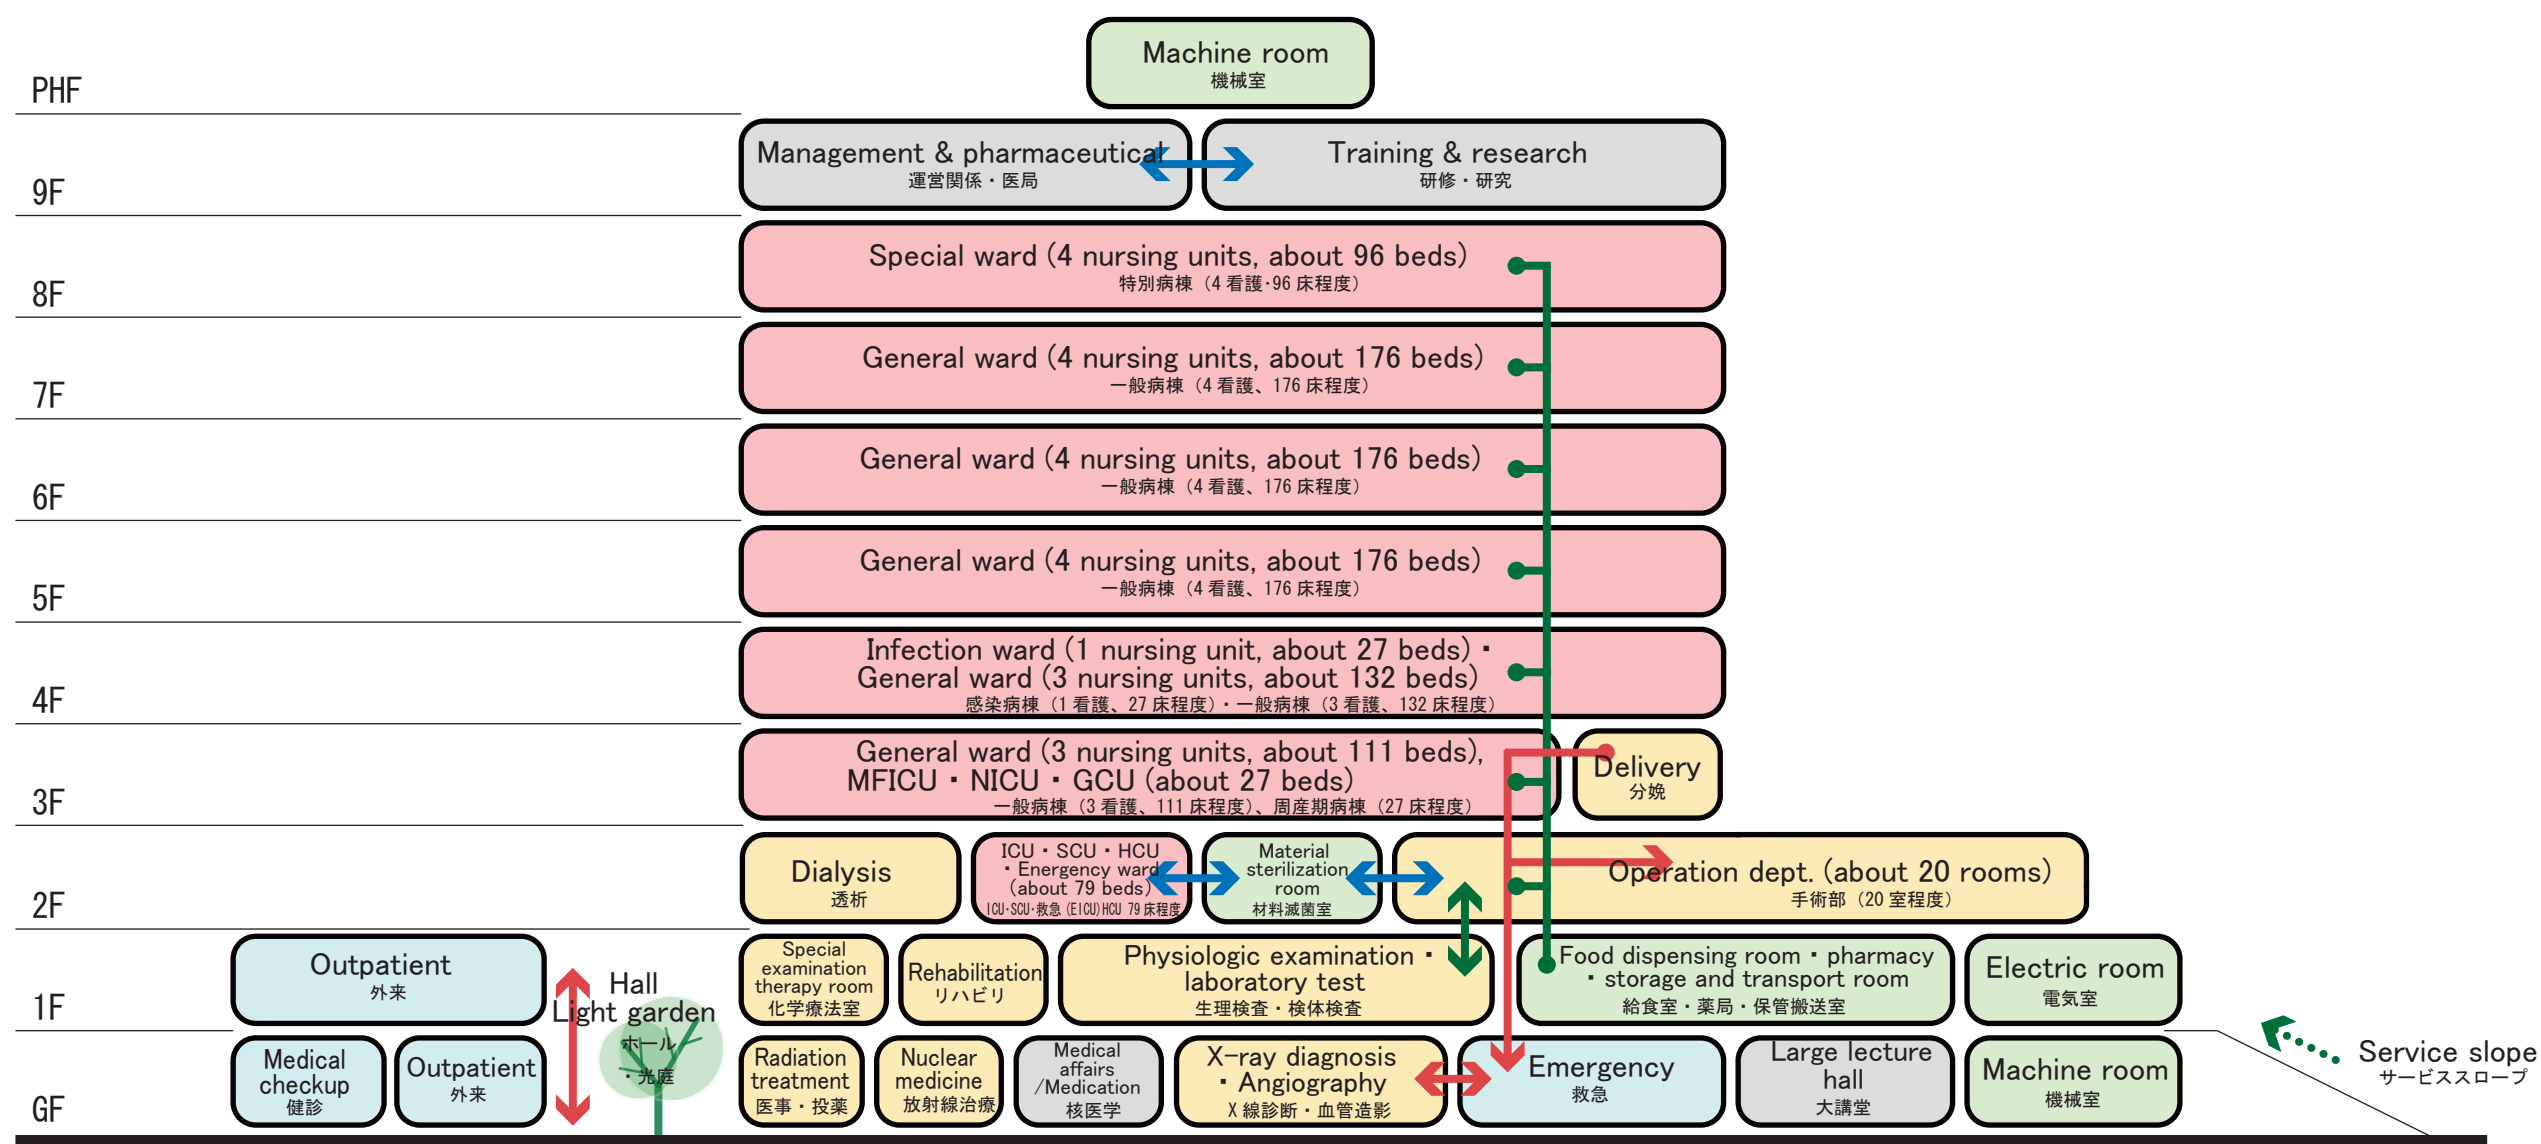 PHF
Machine room
機械室
9F
Management & pharmaceutical
運営関係・医局
Training & research
研修・研究
8F
Special ward (4 nursing units, about 96 beds)
特別病棟（4 看護･96 床程度）
7F
General ward (4 nursing units, about 176 beds)
一般病棟（4 看護、176 床程度）
6F
General ward (4 nursing units, about 176 beds)
一般病棟（4 看護、176 床程度）
5F
General ward (4 nursing units, about 176 beds)
一般病棟（4 看護、176 床程度）
4F
Infection ward (1 nursing unit, about 27 beds)・
General ward (3 nursing units, about 132 beds)
感染病棟（1 看護、27 床程度）・一般病棟（3 看護、132 床程度）
3F
General ward (3 nursing units, about 111 beds),
MFICU・NICU・GCU (about 27 beds)
一般病棟（3 看護、111 床程度）、周産期病棟（27 床程度）
Delivery
分娩
2F
Dialysis
透析
ICU・SCU・HCU
・Energency ward
(about 79 beds)
ICU･SCU･救急 (EICU)HCU 79 床程度
Material
sterilization
room
材料滅菌室
Operation dept. (about 20 rooms)
手術部（20 室程度）
1F
Outpatient
外来
Hall
Light garden
ホール
・光庭
Special
examination
therapy room
化学療法室
Rehabilitation
リハビリ
Physiologic examination・
laboratory test
生理検査・検体検査
Food dispensing room・pharmacy
・storage and transport room
給食室・薬局・保管搬送室
Electric room
電気室
GF
Medical
checkup
健診
Outpatient
外来
Radiation
treatment
医事・投薬
Nuclear
medicine
放射線治療
Medical
affairs
/Medication
核医学
X-ray diagnosis
・Angiography
X 線診断・血管造影
Emergency
救急
Large lecture
hall
大講堂
Machine room
機械室
Service slope
サービススロープ